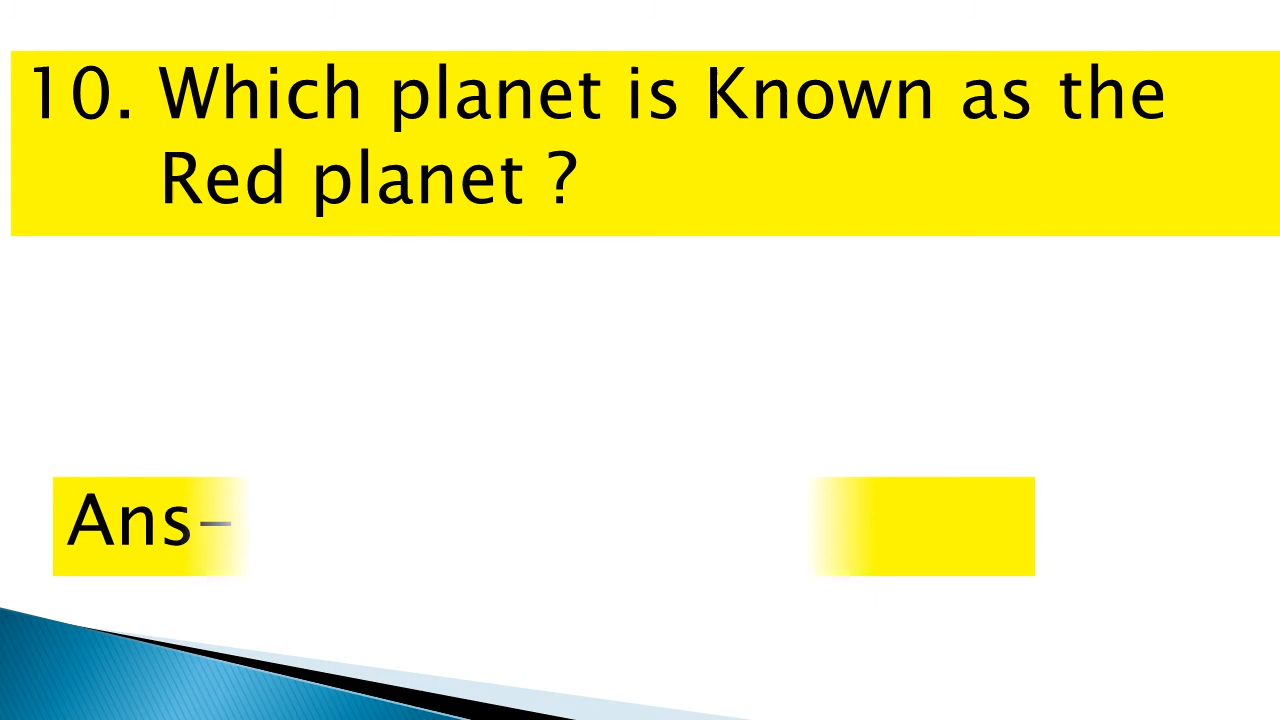 10. Which planet is Known as the
Red planet ?
Ans-